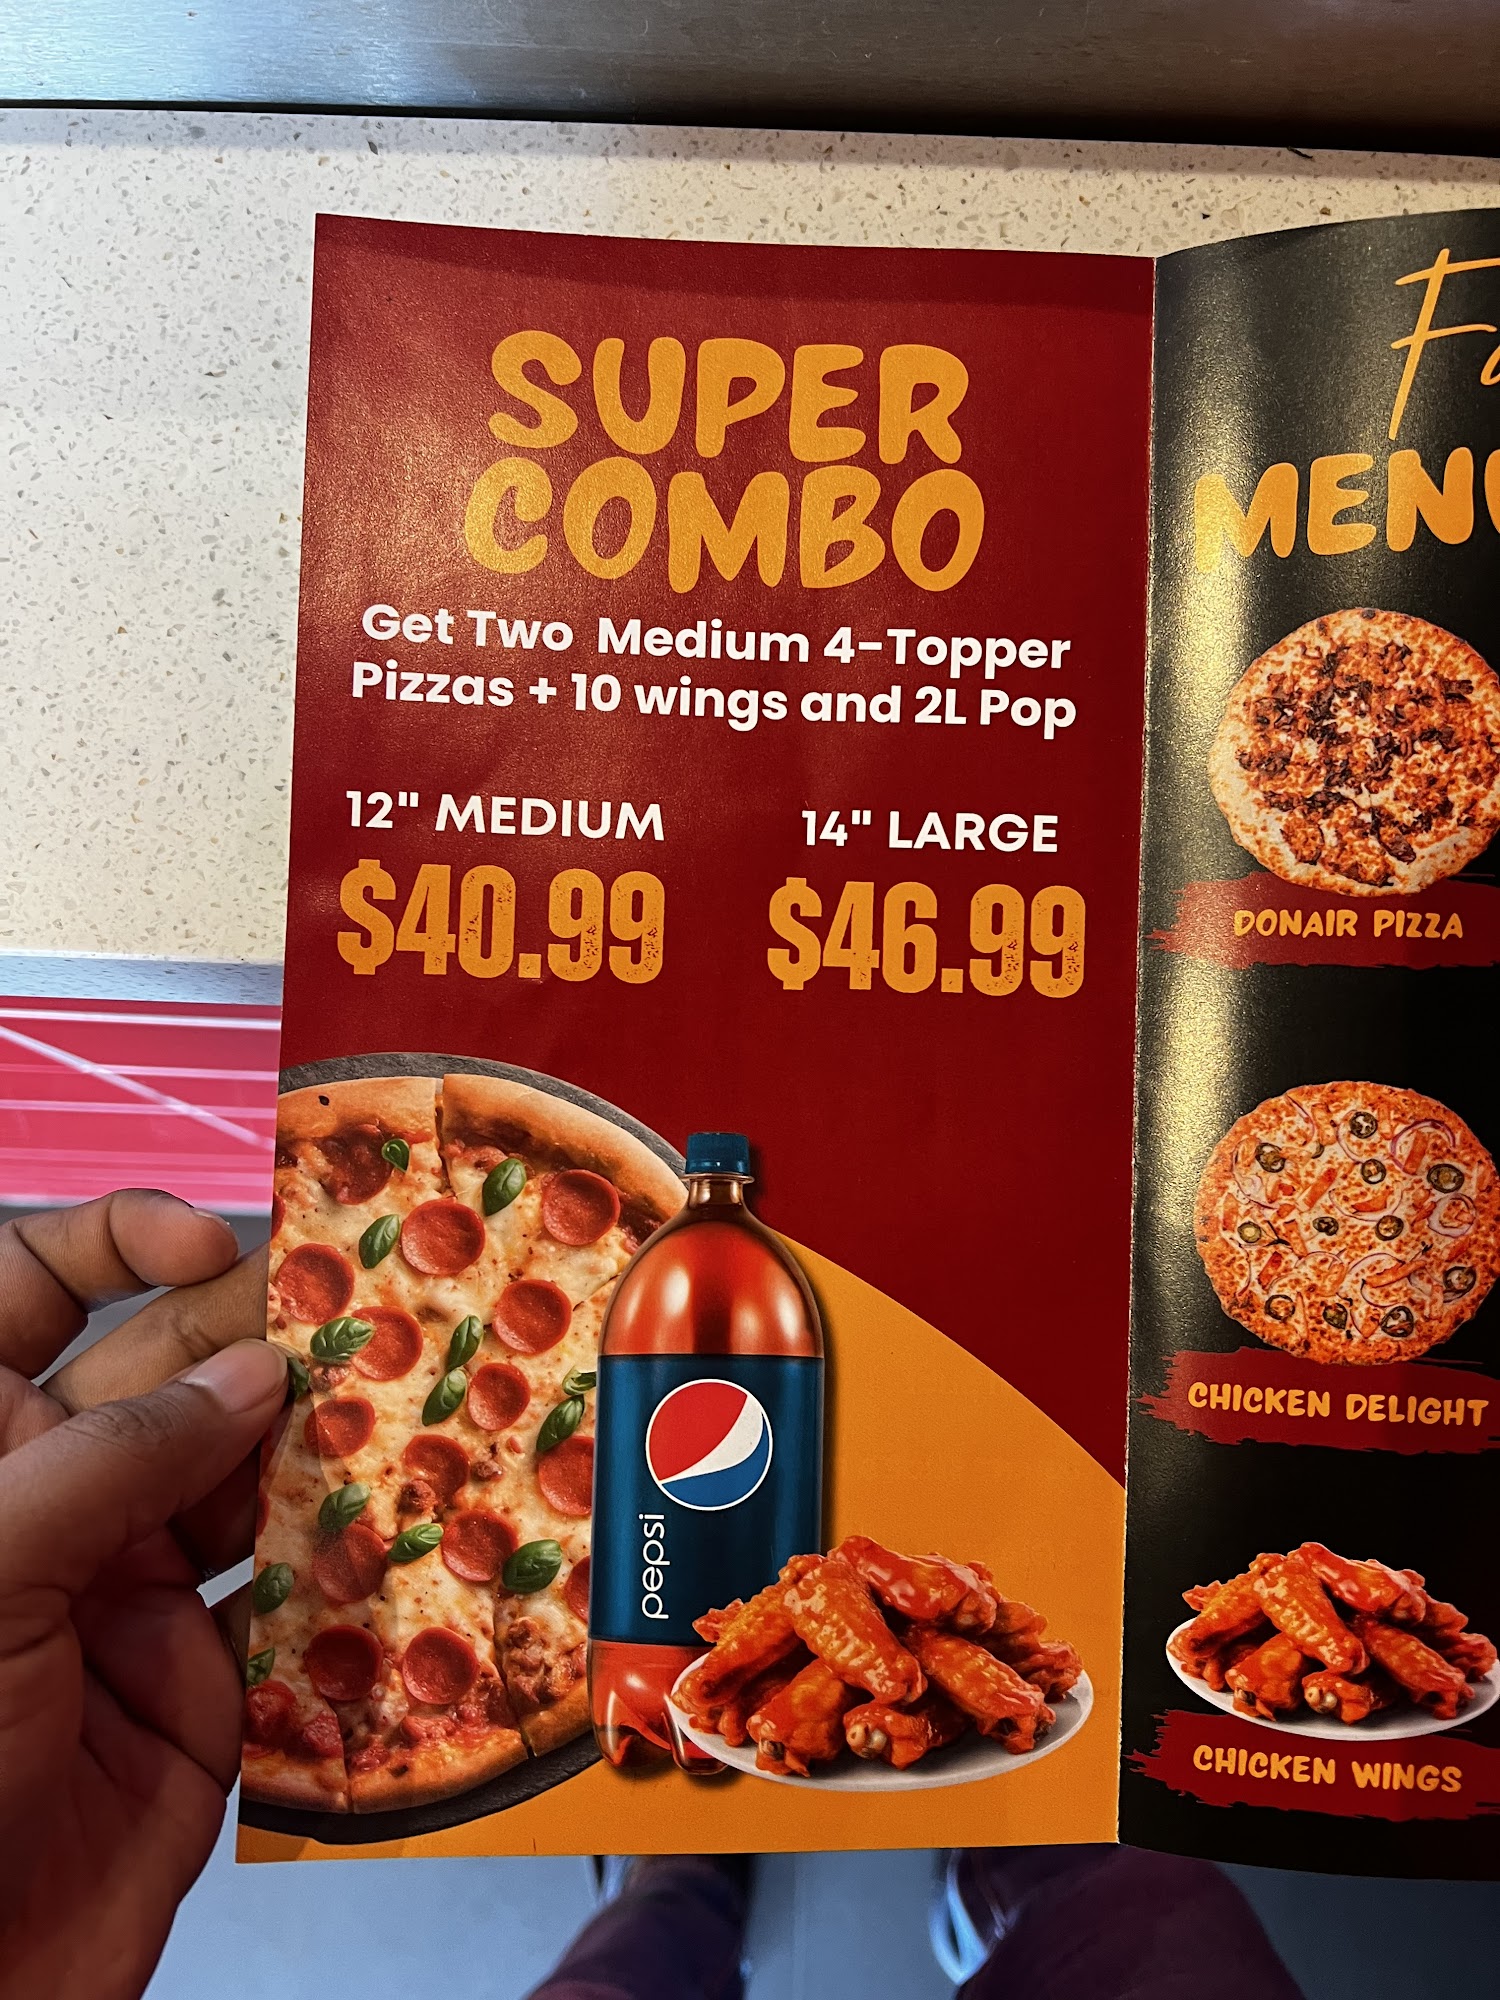 SUPER
COMBO
Get Two Medium 4-Topper
Pizzas + 10 wings and 2L Pop
12" MEDIUM
$40.99
14" LARGE
$46.99
pepsi
DONAIR PIZZA
CHICKEN DELIGHT
CHICKEN WINGS